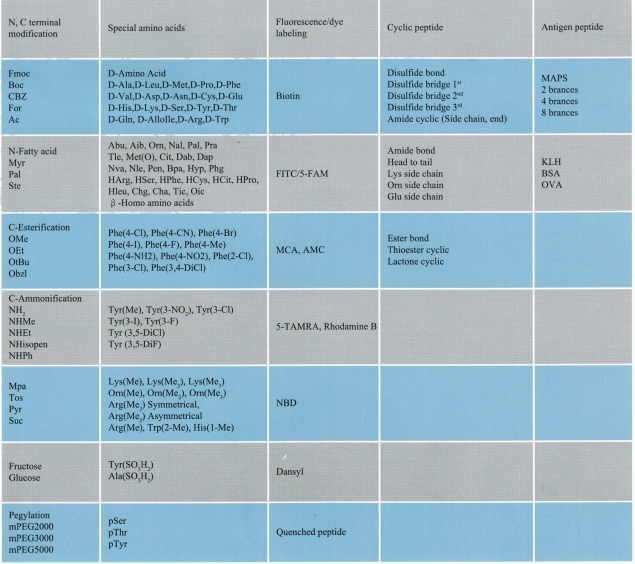 N, C terminal
modification
Special amino acids
Fluorescence/dye
labeling
Cyclic peptide
Antigen peptide
Fmoc
Boc
CBZ
For
Ac
D-Amino Acid
D-Ala,D-Leu,D-Met,D-Pro,D-Phe
D-Val,D-Asp,D-Asn,D-Cys,D-Glu
D-His,D-Lys,D-Ser,D-Tyr,D-Thr
D-Gln, D-AlloIle,D-Arg,D-Trp
Biotin
Disulfide bond
Disulfide bridge 1st
Disulfide bridge 2nd
Disulfide bridge 3rd
Amide cyclic (Side chain, end)
MAPS
2 brances
4 brances
8 brances
N-Fatty acid
Myr
Pal
Ste
Abu, Aib, Orn, Nal, Pal, Pra
Tle, Met(O), Cit, Dab, Dap
Nva, Nle, Pen, Bpa, Hyp, Phg
HArg, HSer, HPhe, HCys, HCit, HPro,
Hleu, Chg, Cha, Tic, Oic
β-Homo amino acids
FITC/5-FAM
Amide bond
Head to tail
Lys side chain
Orn side chain
Glu side chain
KLH
BSA
OVA
C-Esterification
OMe
OEt
OtBu
Obzl
Phe(4-Cl), Phe(4-CN), Phe(4-Br)
Phe(4-I), Phe(4-F), Phe(4-Me)
Phe(4-NH2), Phe(4-NO2), Phe(2-Cl),
Phe(3-Cl), Phe(3,4-DiCl)
MCA, AMC
Ester bond
Thioester cyclic
Lactone cyclic
C-Ammonification
NH2
NHMe
NHEt
NHisopen
NHPh
Tyr(Me), Tyr(3-NO2), Tyr(3-Cl)
Tyr(3-I), Tyr(3-F)
Tyr (3,5-DiCl)
Tyr (3,5-DiF)
5-TAMRA, Rhodamine B
Mpa
Tos
Pyr
Suc
Lys(Me), Lys(Me2), Lys(Me3)
Orn(Me), Orn(Me2), Orn(Me3)
Arg(Me2) Symmetrical,
Arg(Me2) Asymmetrical
Arg(Me), Trp(2-Me), His(1-Me)
NBD
Fructose
Glucose
Tyr(SO3H2)
Ala(SO3H2)
Dansyl
Pegylation
mPEG2000
mPEG3000
mPEG5000
pSer
pThr
pTyr
Quenched peptide